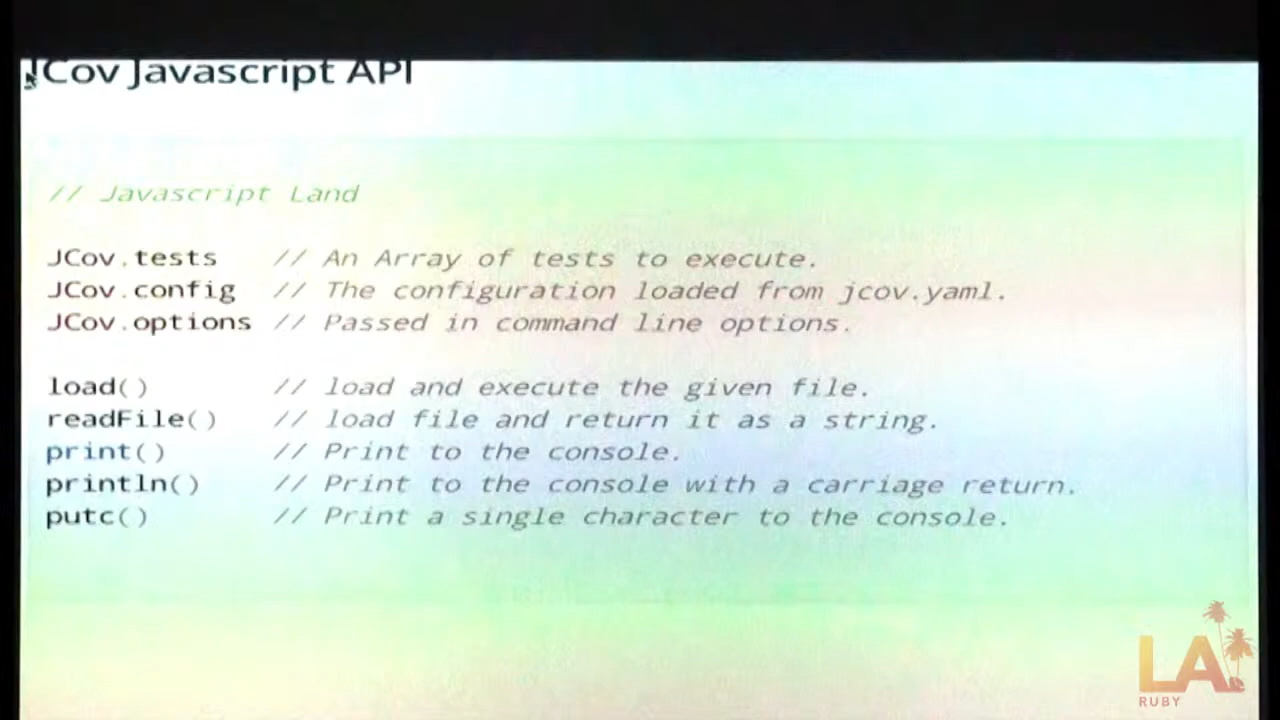 JCov Javascript API
// Javascript Land
JCov.tests // An Array of tests to execute.
JCov.config // The configuration loaded from jcov.yaml.
JCov.options // Passed in command line options.
load() // load and execute the given file.
readFile() // load file and return it as a string.
print() // Print to the console.
println() // Print to the console with a carriage return.
putc() // Print a single character to the console.
LA
RUBY